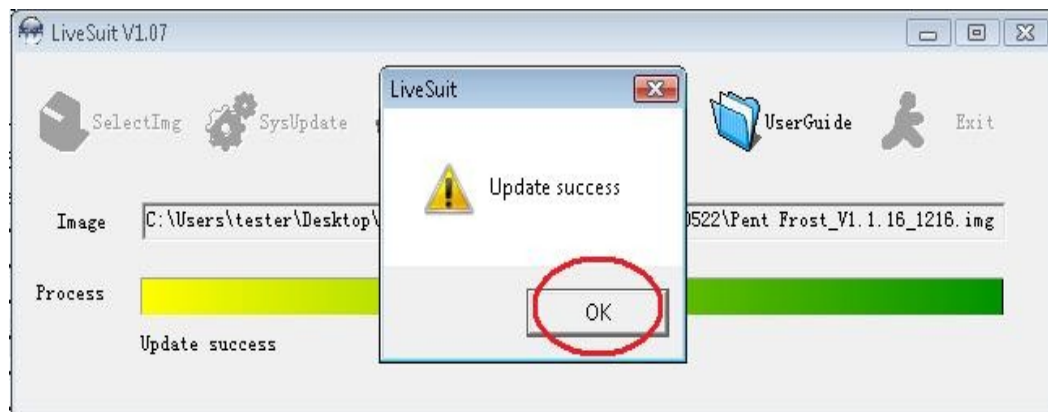 LiveSuit V1.07
SelectImg SysUpdate UserGuide Exit
LiveSuit
Update success
OK
Image C:\Users\tester\Desktop\ 0522\Pent Frost_V1.1.16_1216.img
Process
Update success